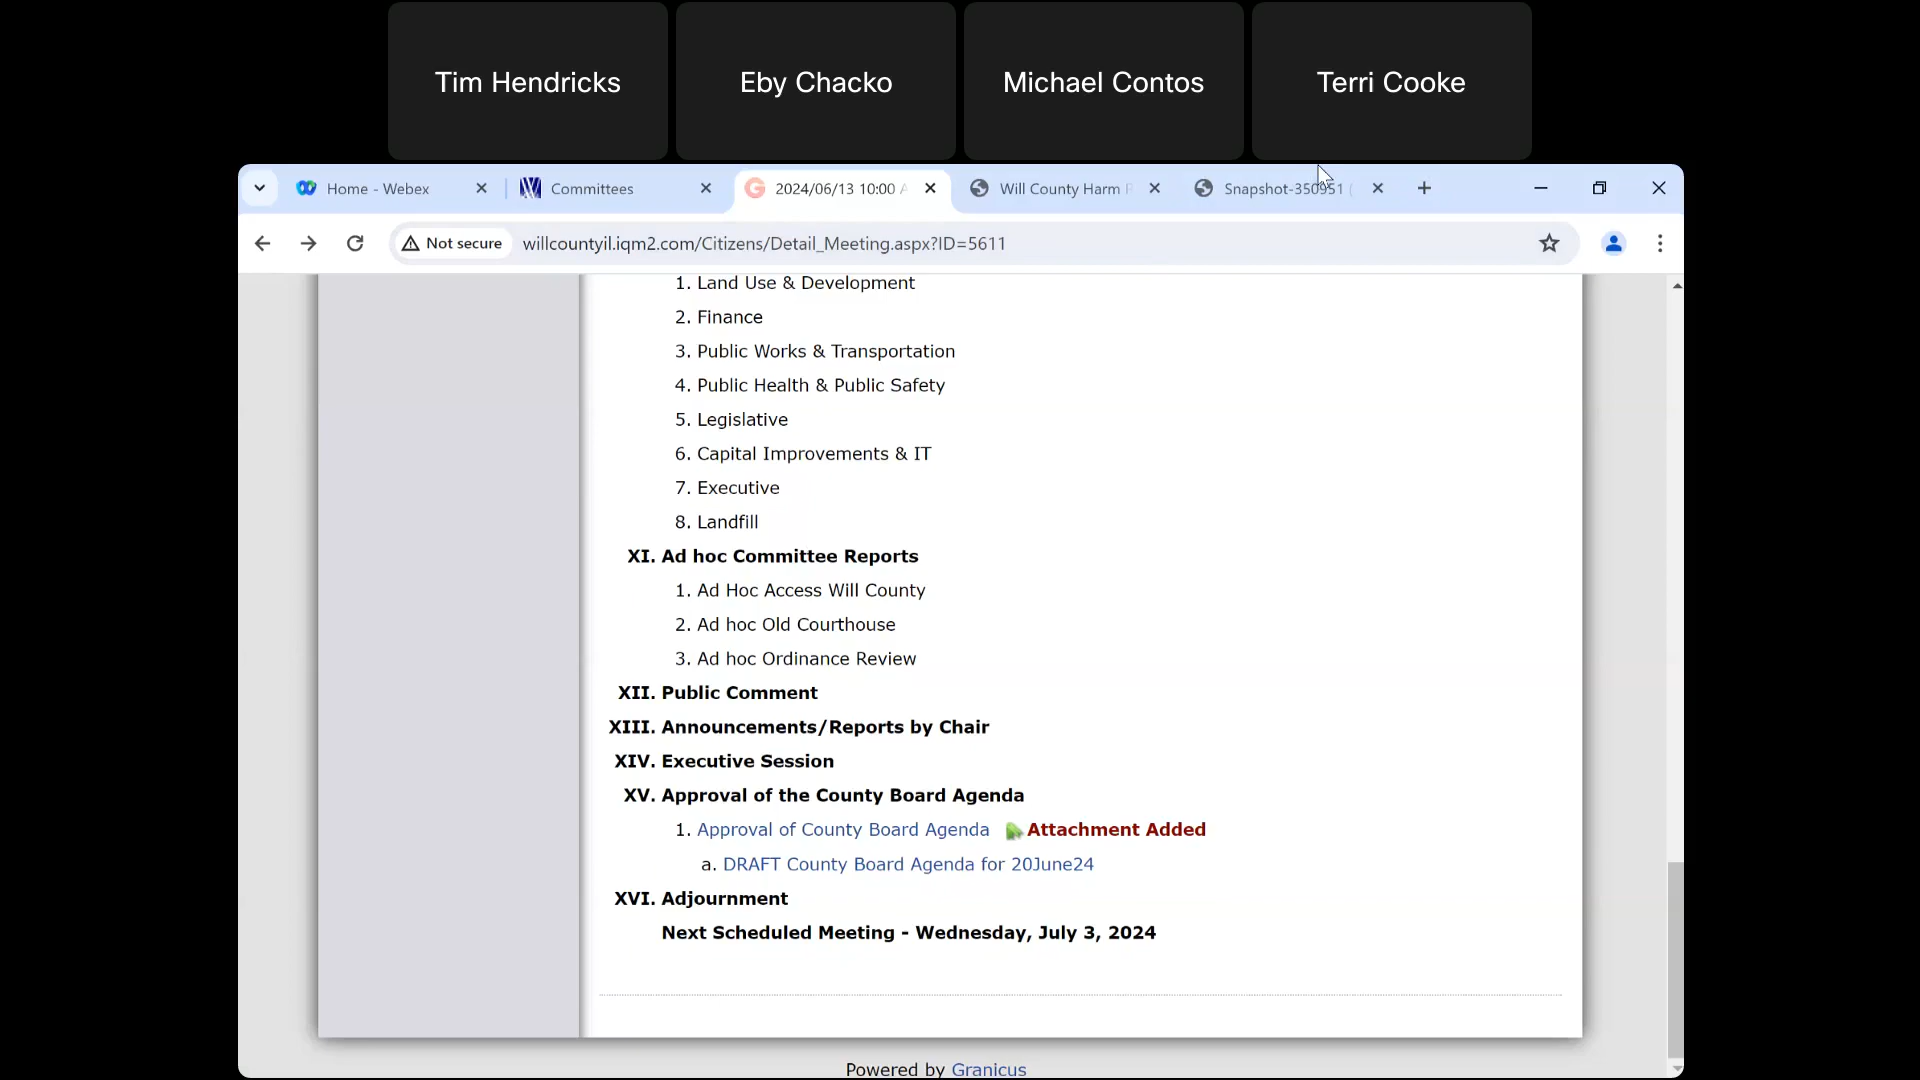 Tim Hendricks
Eby Chacko
Michael Contos
Terri Cooke
Home - Webex
Committees
2024/06/13 10:00
Will County Harm
Snapshot-350951
Not secure
willcountyil.iqm2.com/Citizens/Detail_Meeting.aspx?ID=5611
1. Land Use & Development
2. Finance
3. Public Works & Transportation
4. Public Health & Public Safety
5. Legislative
6. Capital Improvements & IT
7. Executive
8. Landfill
XI. Ad hoc Committee Reports
1. Ad Hoc Access Will County
2. Ad hoc Old Courthouse
3. Ad hoc Ordinance Review
XII. Public Comment
XIII. Announcements/Reports by Chair
XIV. Executive Session
XV. Approval of the County Board Agenda
1. Approval of County Board Agenda Attachment Added
a. DRAFT County Board Agenda for 20June24
XVI. Adjournment
Next Scheduled Meeting - Wednesday, July 3, 2024
Powered by Granicus